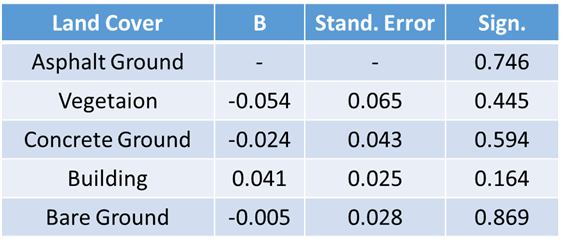 Land Cover B Stand. Error Sign.
Asphalt Ground - - 0.746
Vegetaion -0.054 0.065 0.445
Concrete Ground -0.024 0.043 0.594
Building 0.041 0.025 0.164
Bare Ground -0.005 0.028 0.869